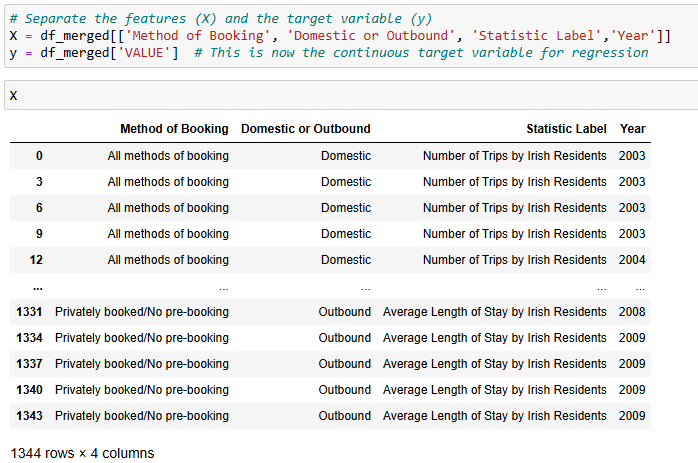 # Separate the features (X) and the target variable (y)
X = df_merged[['Method of Booking', 'Domestic or Outbound', 'Statistic Label','Year']]
y = df_merged['VALUE']  # This is now the continuous target variable for regression
X
Method of Booking Domestic or Outbound Statistic Label Year
0 All methods of booking Domestic Number of Trips by Irish Residents 2003
3 All methods of booking Domestic Number of Trips by Irish Residents 2003
6 All methods of booking Domestic Number of Trips by Irish Residents 2003
9 All methods of booking Domestic Number of Trips by Irish Residents 2003
12 All methods of booking Domestic Number of Trips by Irish Residents 2004
... ... ... ... ...
1331 Privately booked/No pre-booking Outbound Average Length of Stay by Irish Residents 2008
1334 Privately booked/No pre-booking Outbound Average Length of Stay by Irish Residents 2009
1337 Privately booked/No pre-booking Outbound Average Length of Stay by Irish Residents 2009
1340 Privately booked/No pre-booking Outbound Average Length of Stay by Irish Residents 2009
1343 Privately booked/No pre-booking Outbound Average Length of Stay by Irish Residents 2009
1344 rows × 4 columns